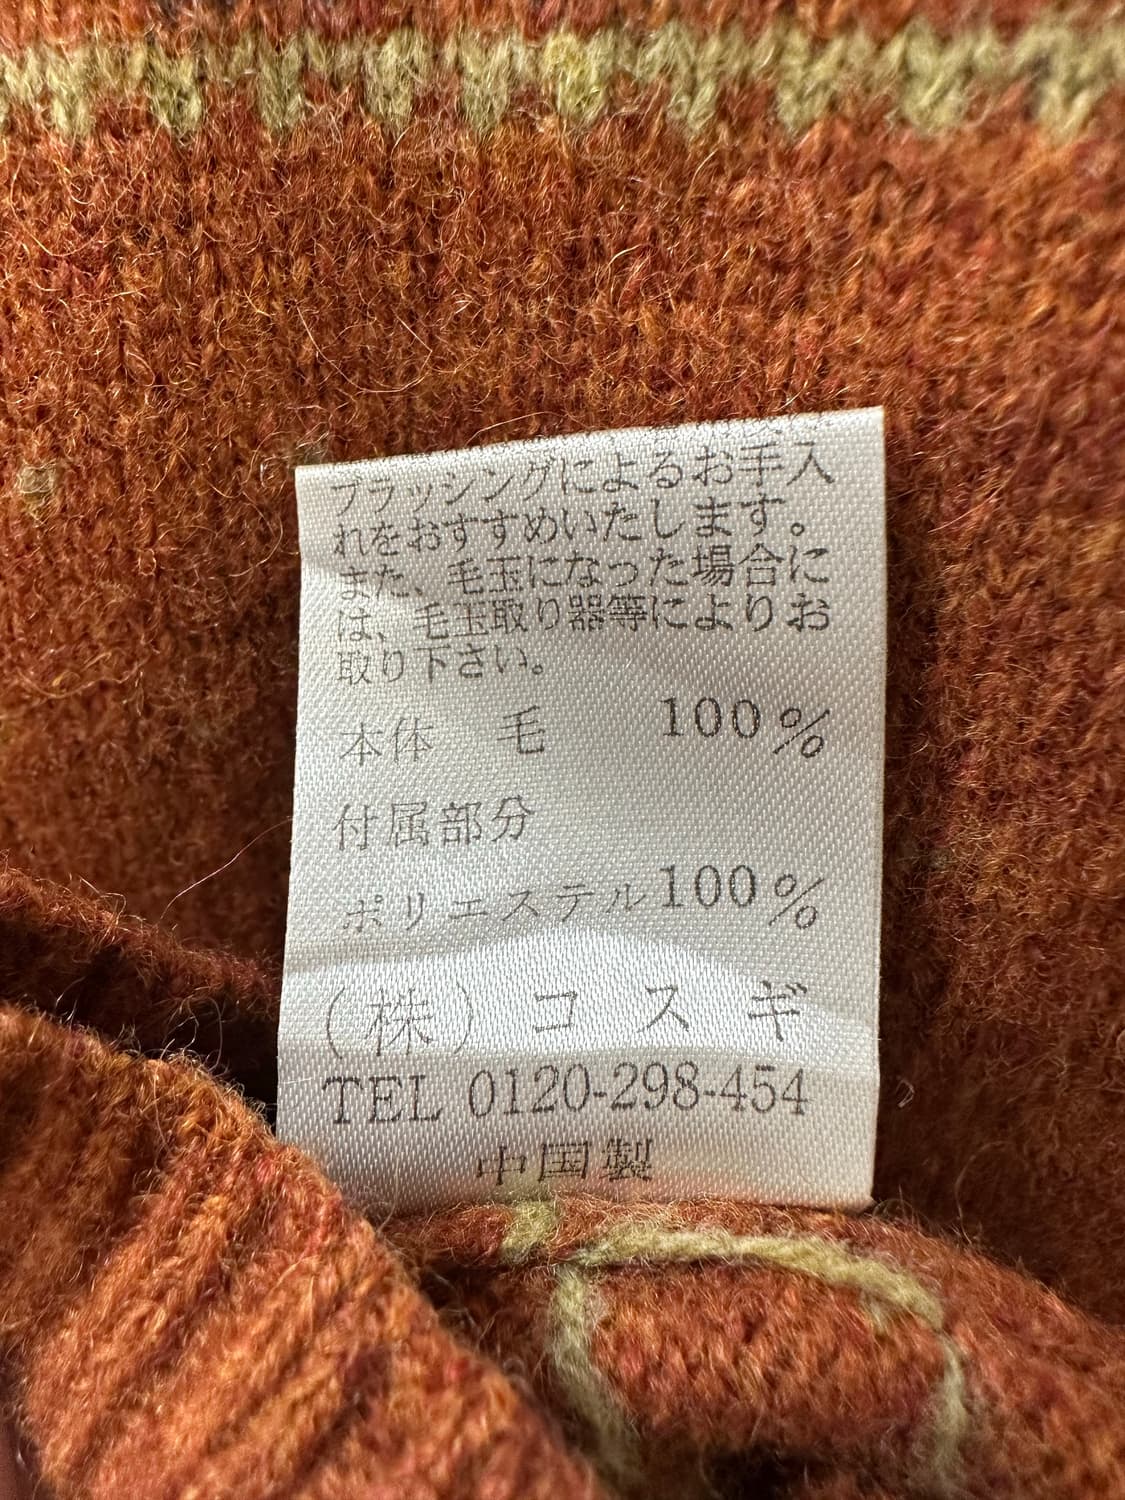 ブラッシングによるお手入
れをおすすめいたします。
また、毛玉になった場合に
は、毛玉取り器等によりお
取り下さい。
本体 毛 100%
付属部分
ポリエステル100%
(株) コスギ
TEL 0120-298-454
中国製